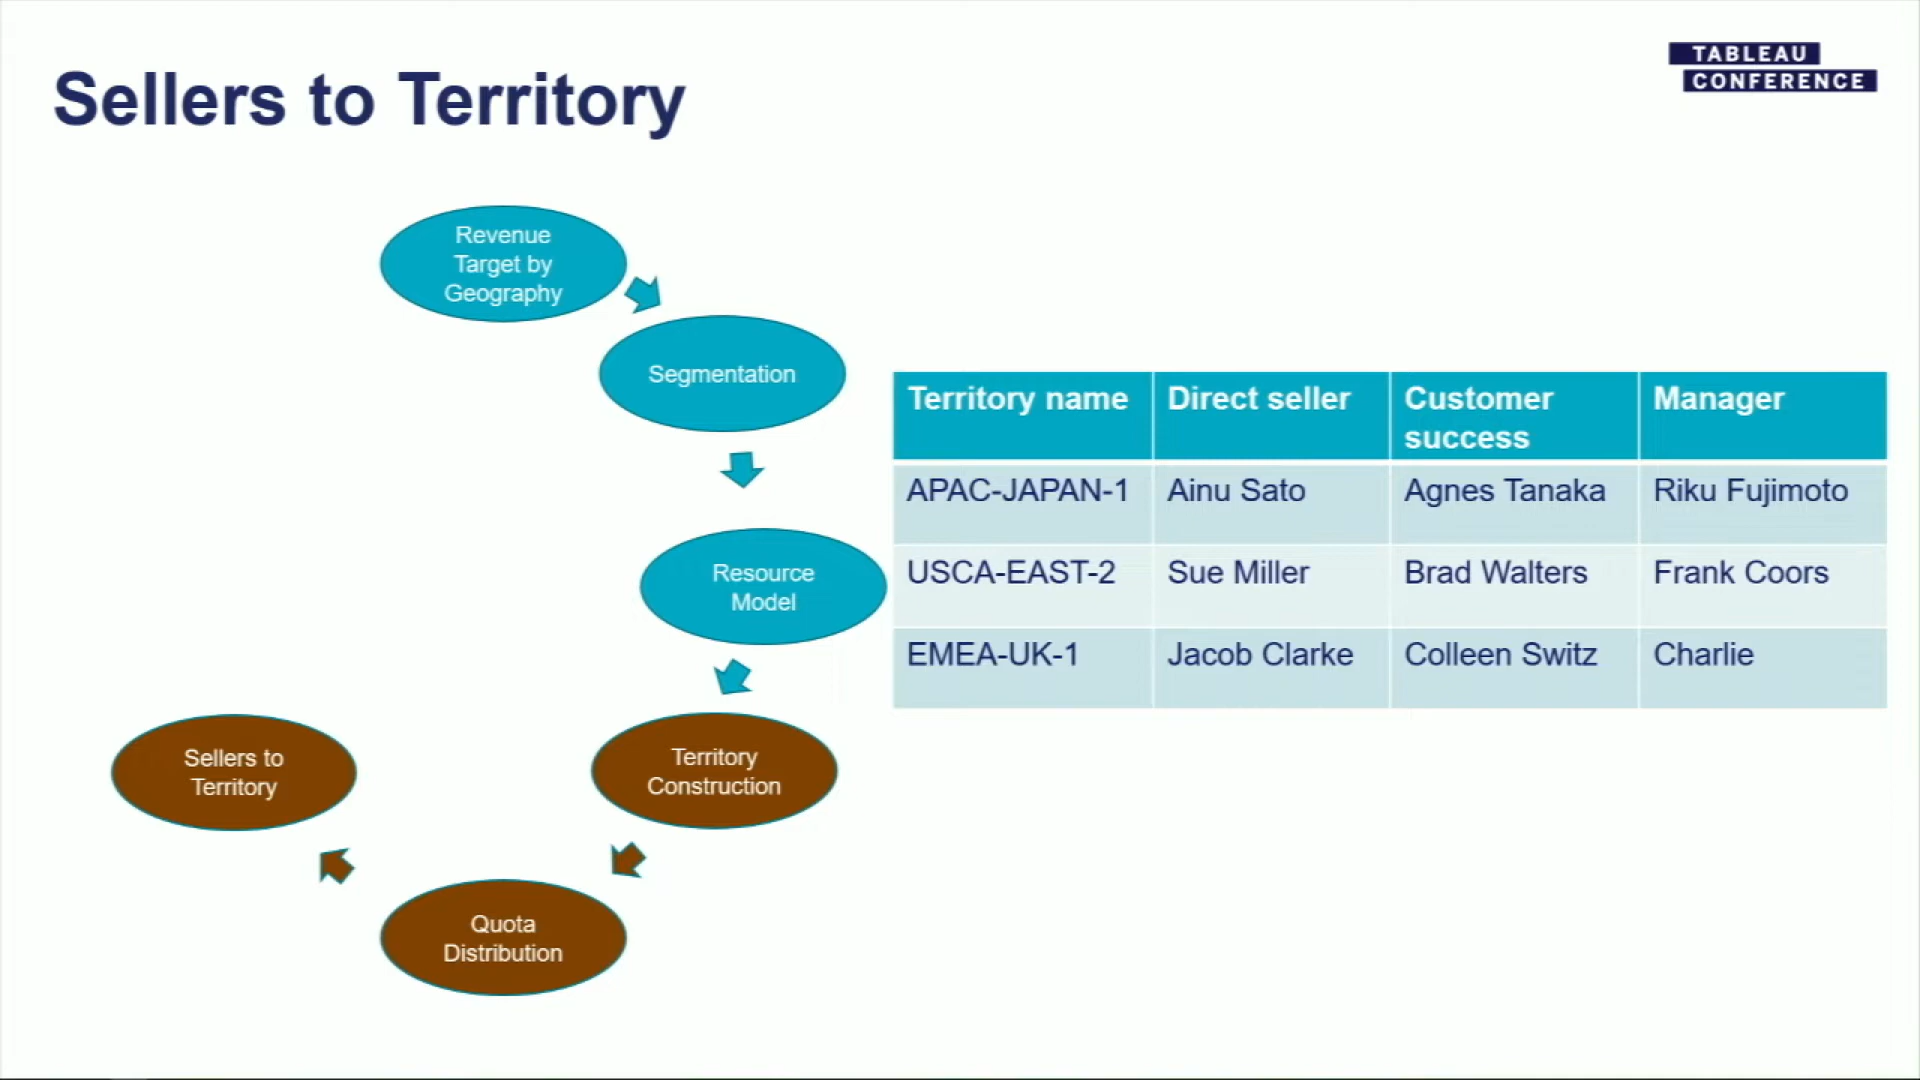 Sellers to Territory
TABLEAU
CONFERENCE
Revenue
Target by
Geography
Segmentation
Resource
Model
Territory
Construction
Quota
Distribution
Sellers to
Territory
Territory name Direct seller Customer success Manager
APAC-JAPAN-1 Ainu Sato Agnes Tanaka Riku Fujimoto
USCA-EAST-2 Sue Miller Brad Walters Frank Coors
EMEA-UK-1 Jacob Clarke Colleen Switz Charlie